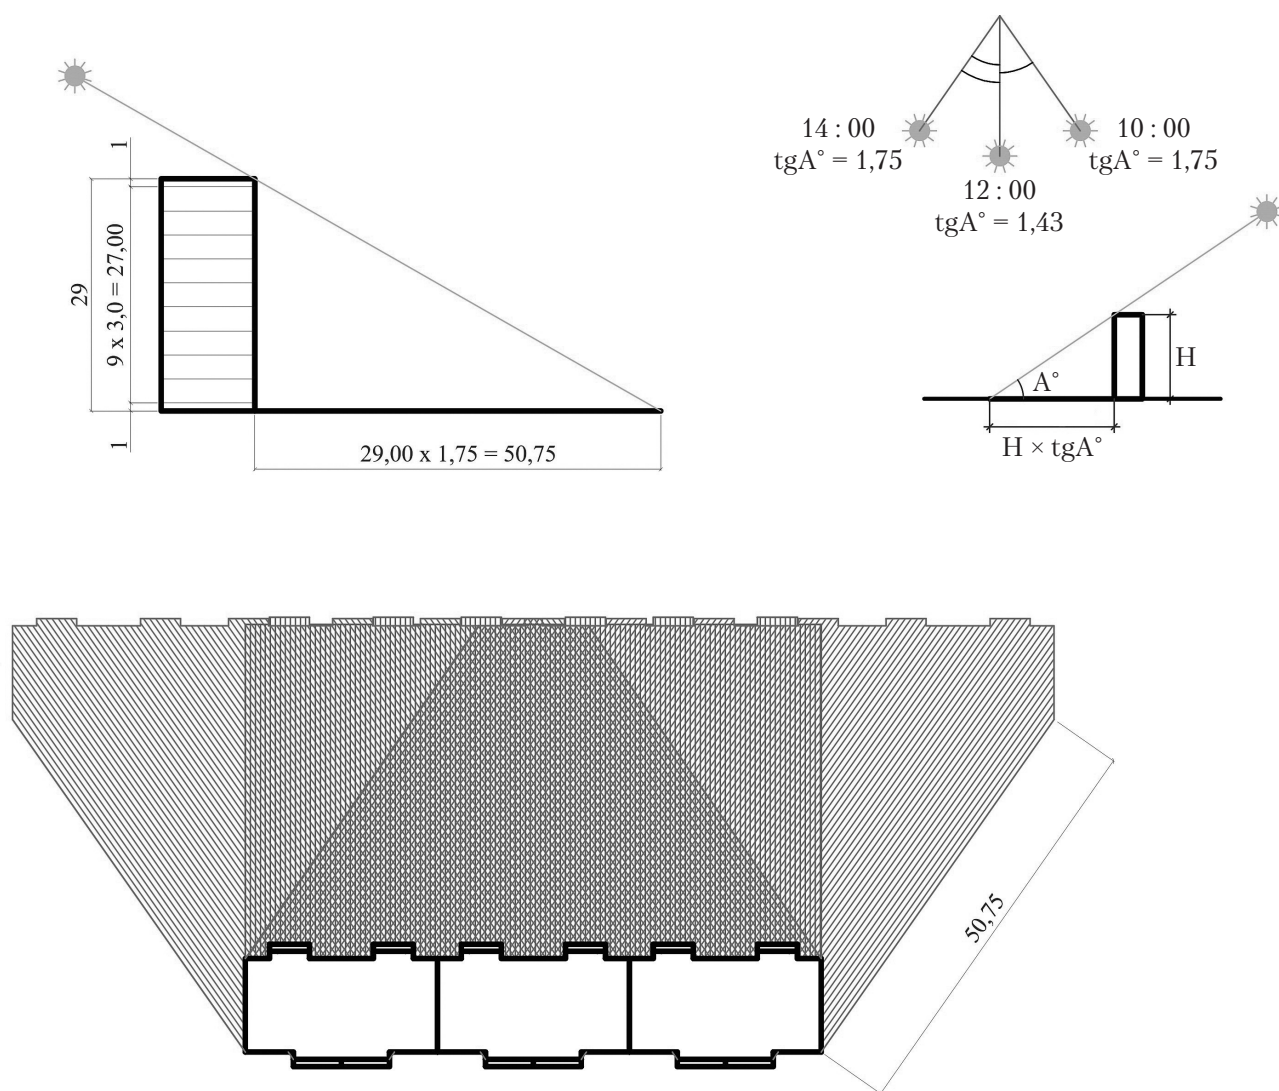 1
29
9 x 3,0 = 27,00
1
29,00 x 1,75 = 50,75
14 : 00
tgA° = 1,75
12 : 00
tgA° = 1,43
10 : 00
tgA° = 1,75
H
A°
H × tgA°
50,75